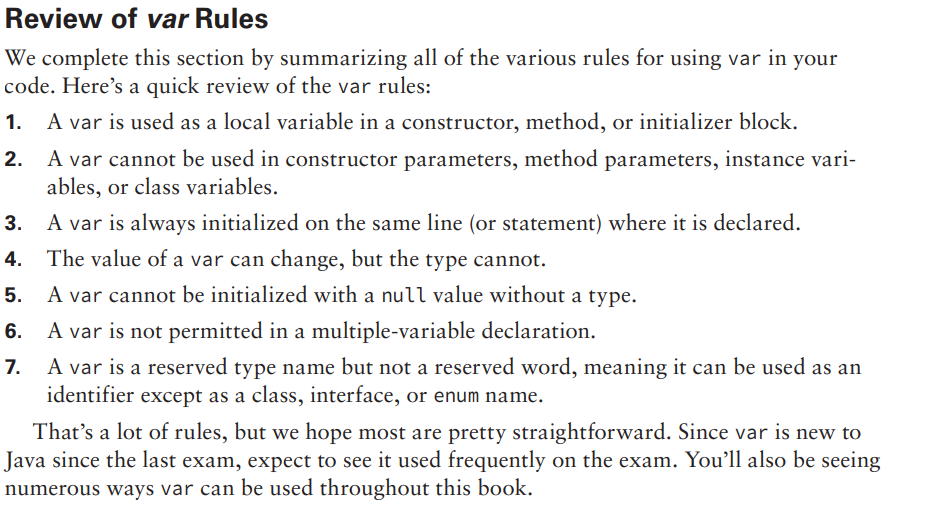 Review of var Rules
We complete this section by summarizing all of the various rules for using var in your
code. Here’s a quick review of the var rules:
1. A var is used as a local variable in a constructor, method, or initializer block.
2. A var cannot be used in constructor parameters, method parameters, instance vari-
ables, or class variables.
3. A var is always initialized on the same line (or statement) where it is declared.
4. The value of a var can change, but the type cannot.
5. A var cannot be initialized with a null value without a type.
6. A var is not permitted in a multiple-variable declaration.
7. A var is a reserved type name but not a reserved word, meaning it can be used as an
identifier except as a class, interface, or enum name.
That’s a lot of rules, but we hope most are pretty straightforward. Since var is new to
Java since the last exam, expect to see it used frequently on the exam. You’ll also be seeing
numerous ways var can be used throughout this book.